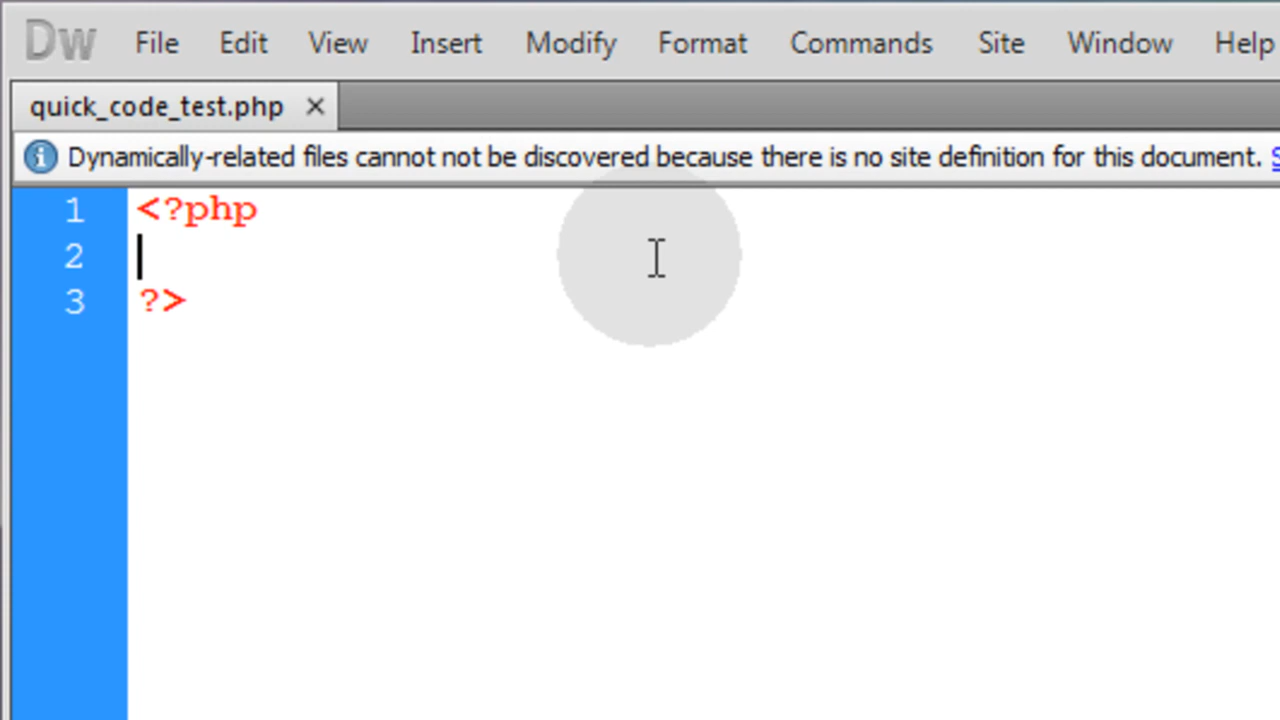 Dw File Edit View Insert Modify Format Commands Site Window Help
quick_code_test.php ×
Dynamically-related files cannot not be discovered because there is no site definition for this document. S
1 <?php
2
3 ?>